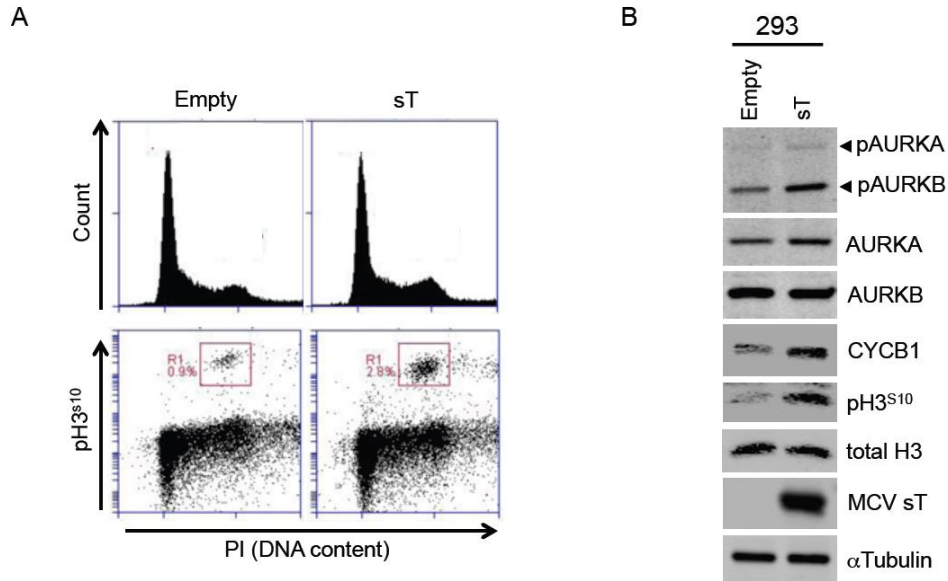 A
Empty
sT
Count
R1
0.9%
R1
2.8%
pH3ˢ¹⁰
PI (DNA content)
B
293
Empty
sT
pAURKA
pAURKB
AURKA
AURKB
CYCB1
pH3ˢ¹⁰
total H3
MCV sT
αTubulin